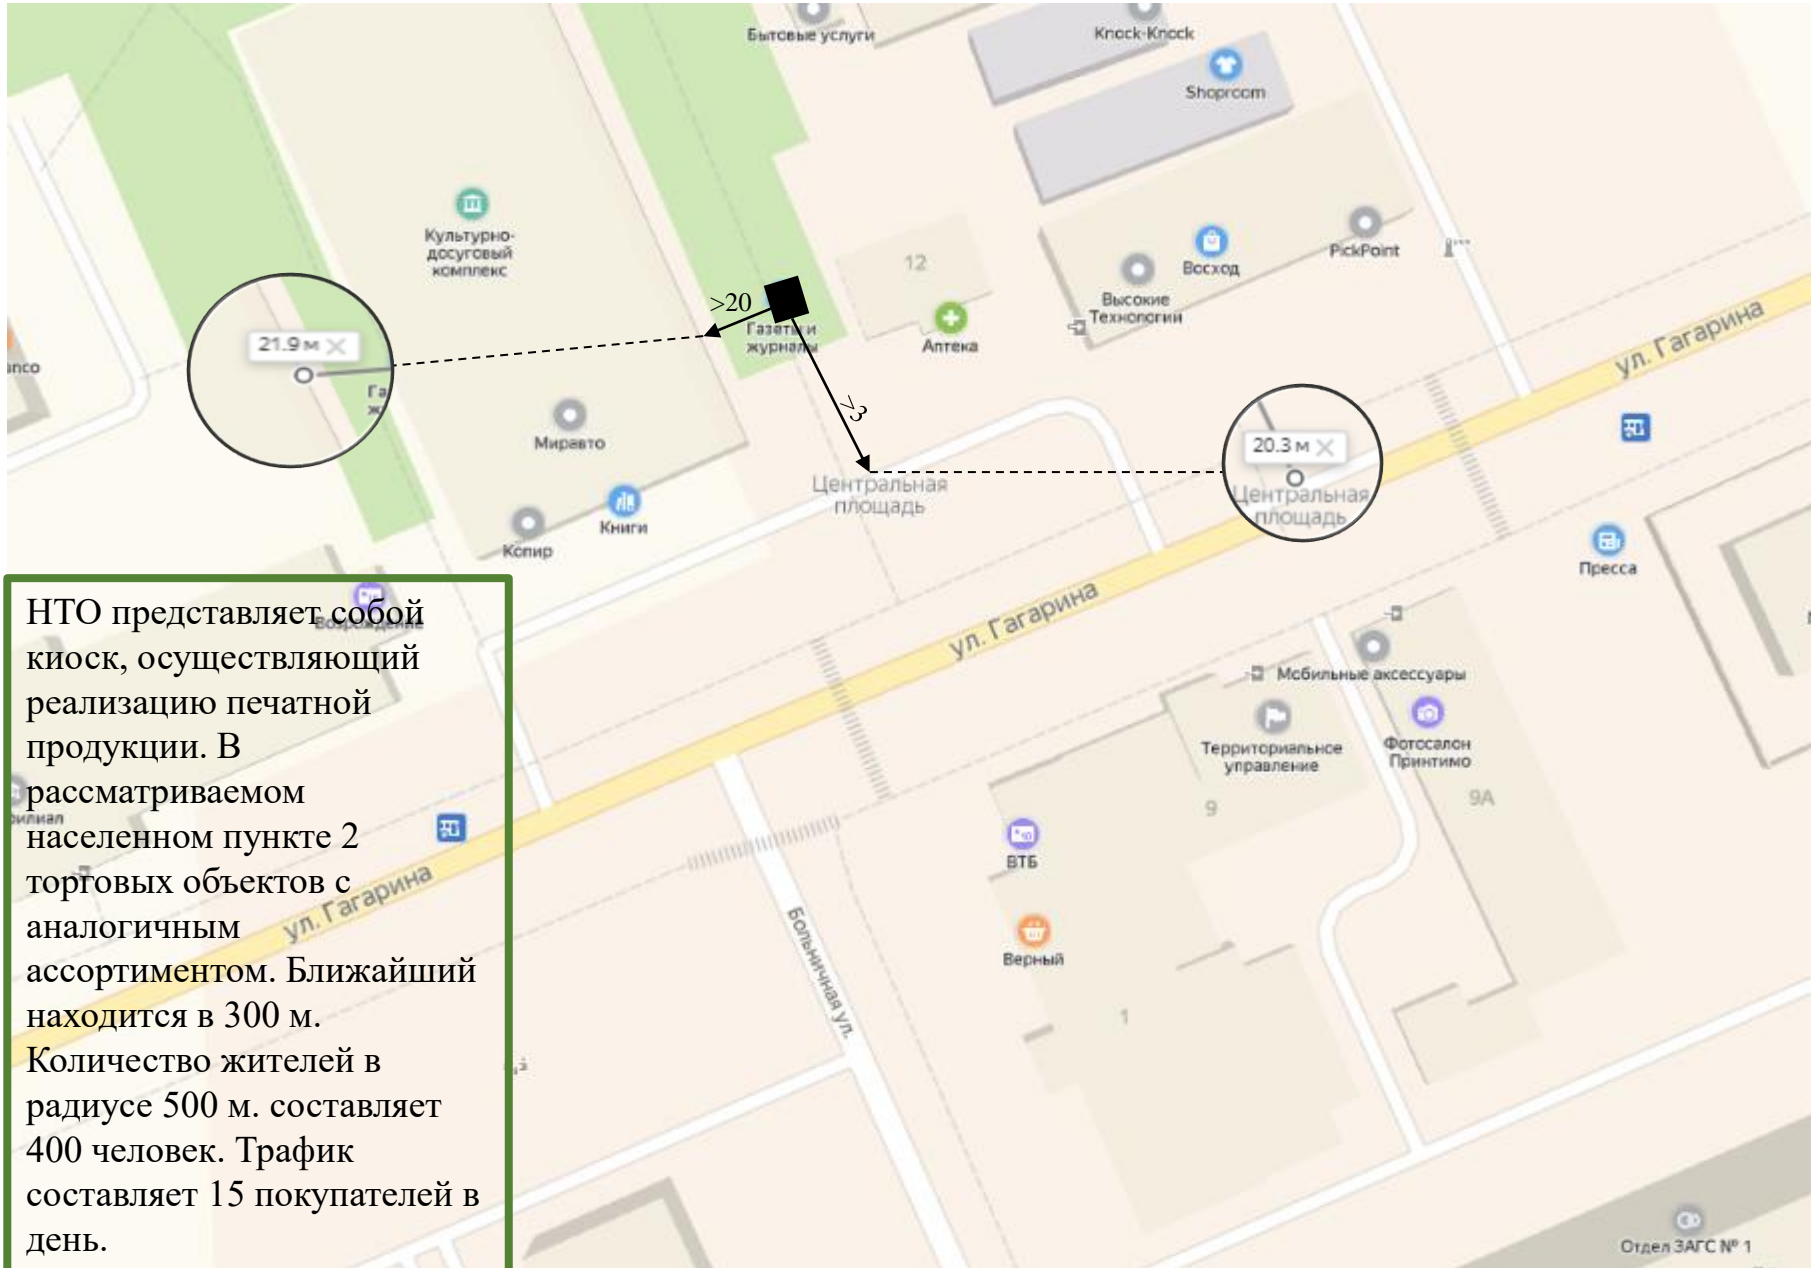 Бытовые услуги
Knock-Knock
Shoproom
Культурно-
досуговый
комплекс
12
PickPoint
Восход
Высокие
Технологии
>20
Газеты и
журналы
Аптека
ул. Гагарина
21.9 м
>3
Миравто
20.3 м
Центральная
площадь
Центральная
площадь
Книги
Копир
Пресса
Возрождение
ул. Гагарина
Мобильные аксессуары
Территориальное
управление
Фотосалон
Принтимо
9
9А
ВТБ
Верный
1
ул. Гагарина
Больничная ул.
Отдел ЗАГС № 1
НТО представляет собой
киоск, осуществляющий
реализацию печатной
продукции. В
рассматриваемом
населенном пункте 2
торговых объектов с
аналогичным
ассортиментом. Ближайший
находится в 300 м.
Количество жителей в
радиусе 500 м. составляет
400 человек. Трафик
составляет 15 покупателей в
день.